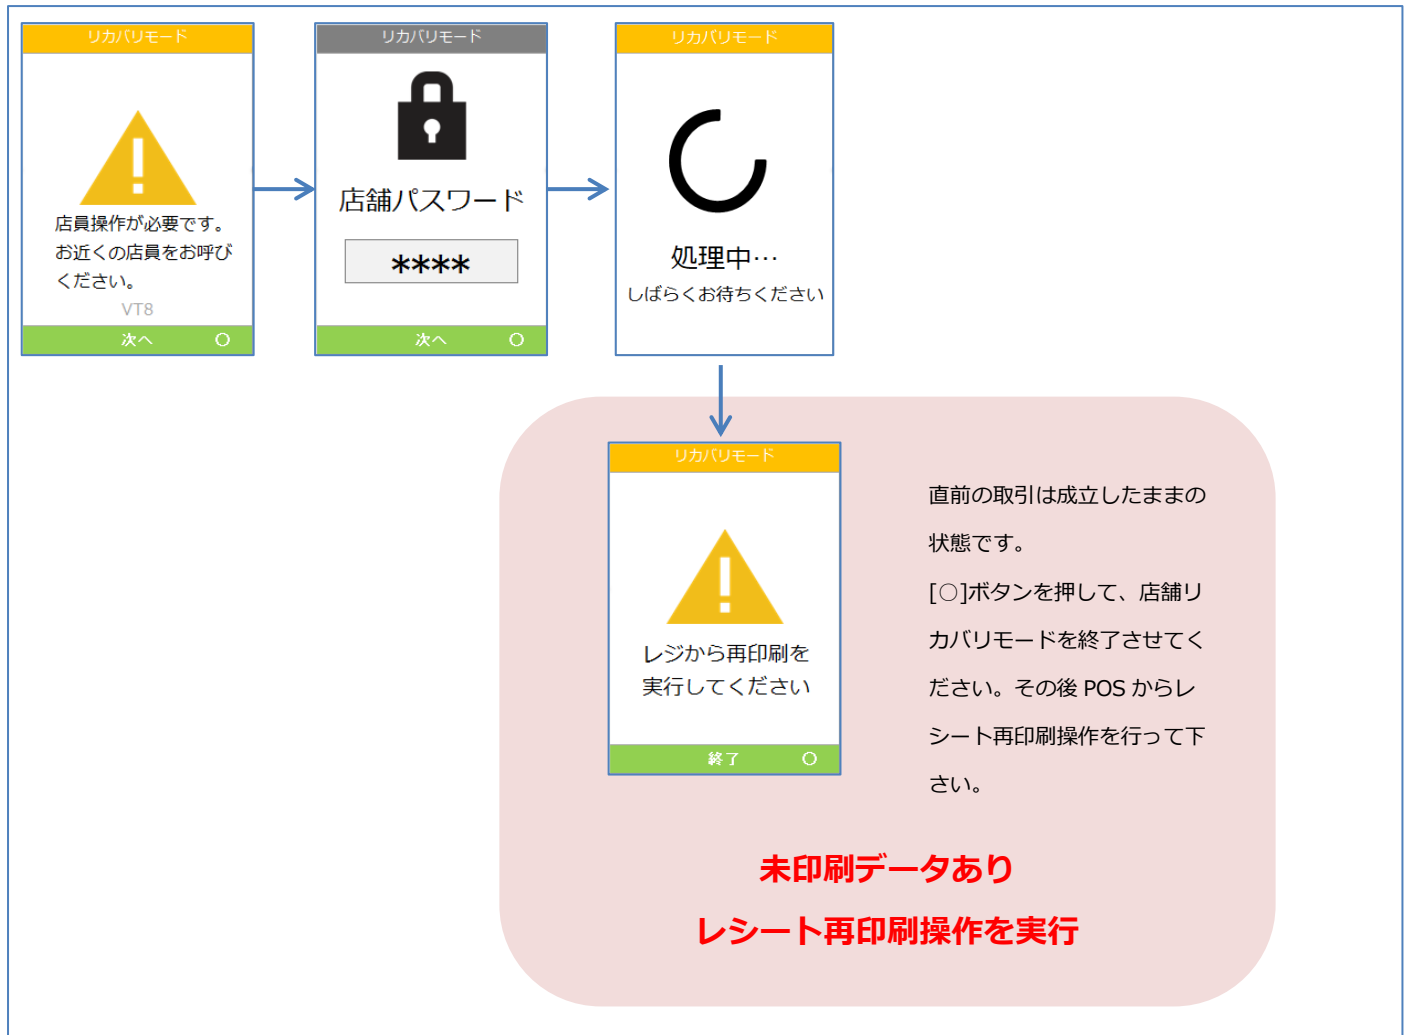 リカバリモード
店員操作が必要です。
お近くの店員をお呼び
ください。
VT8
次へ ○
リカバリモード
店舗パスワード
****
次へ ○
リカバリモード
処理中…
しばらくお待ちください
リカバリモード
レジから再印刷を
実行してください
終了 ○
直前の取引は成立したままの
状態です。
[○]ボタンを押して、店舗リ
カバリモードを終了させてく
ださい。その後 POS からレ
シート再印刷操作を行って下
さい。
未印刷データあり
レシート再印刷操作を実行